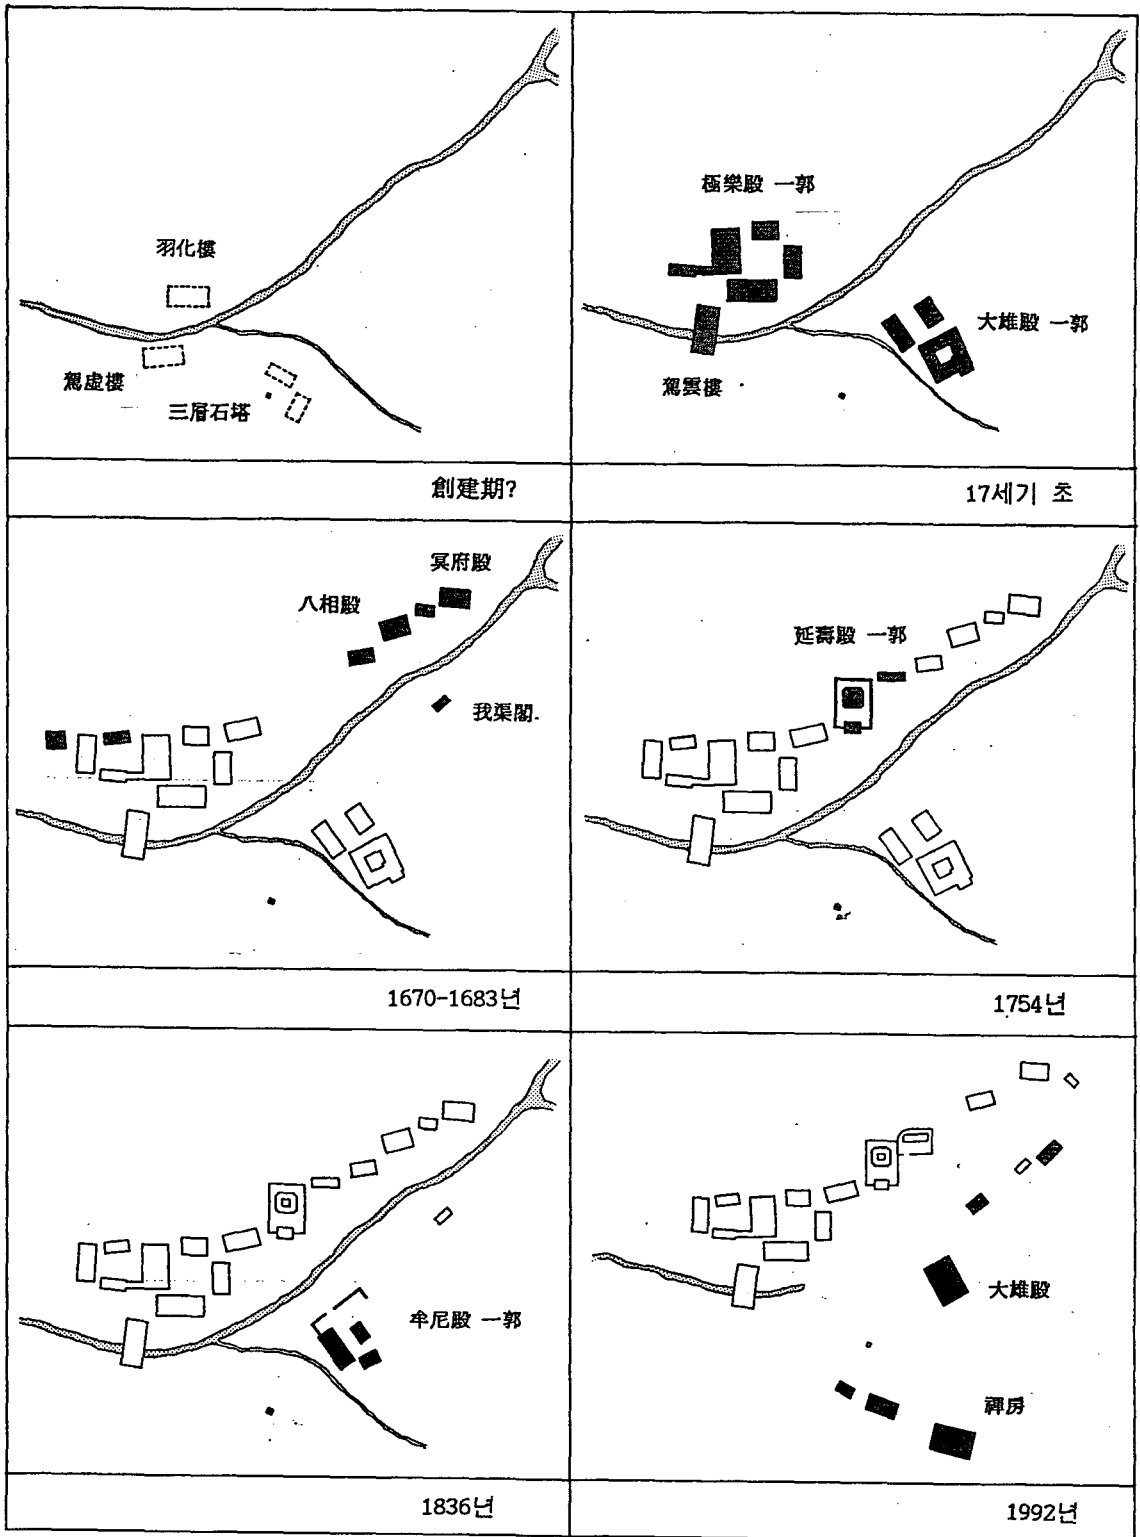 羽化樓
駕虛樓
三層石塔
創建期?
極樂殿 一郭
大雄殿 一郭
駕雲樓
17세기 초
冥府殿
八相殿
我渠閣
1670-1683년
延壽殿 一郭
1754년
牟尼殿 一郭
1836년
大雄殿
禪房
1992년